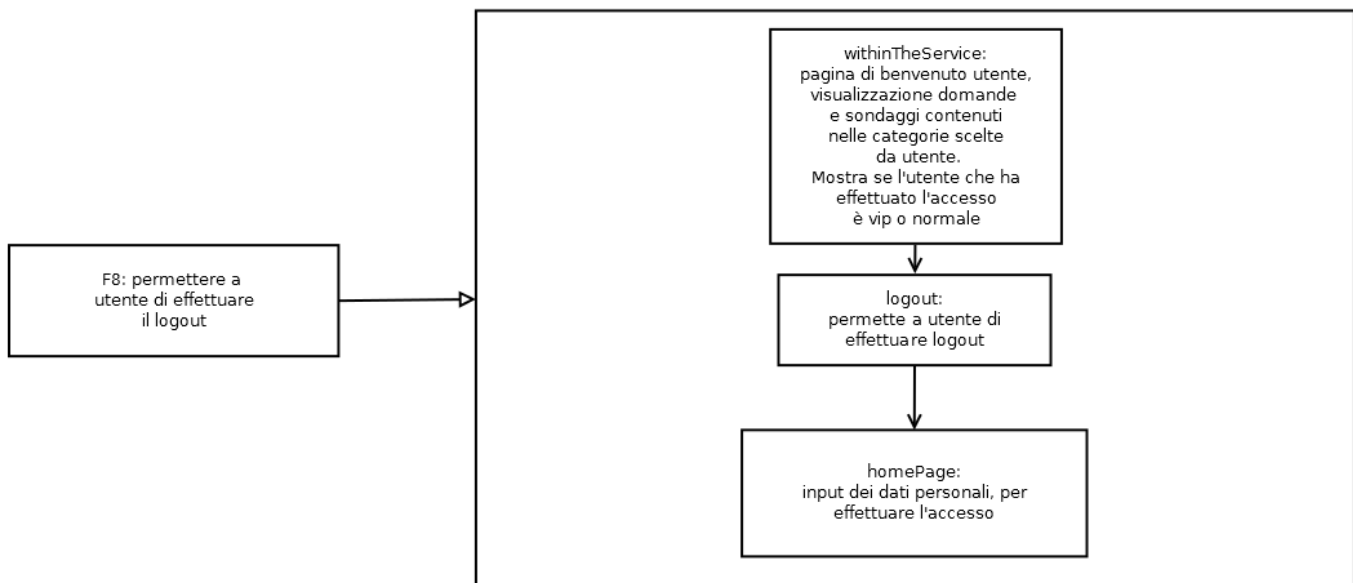 withinTheService:
pagina di benvenuto utente,
visualizzazione domande
e sondaggi contenuti
nelle categorie scelte
da utente.
Mostra se l'utente che ha
effettuato l'accesso
è vip o normale
F8: permettere a
utente di effettuare
il logout
logout:
permette a utente di
effettuare logout
homePage:
input dei dati personali, per
effettuare l'accesso